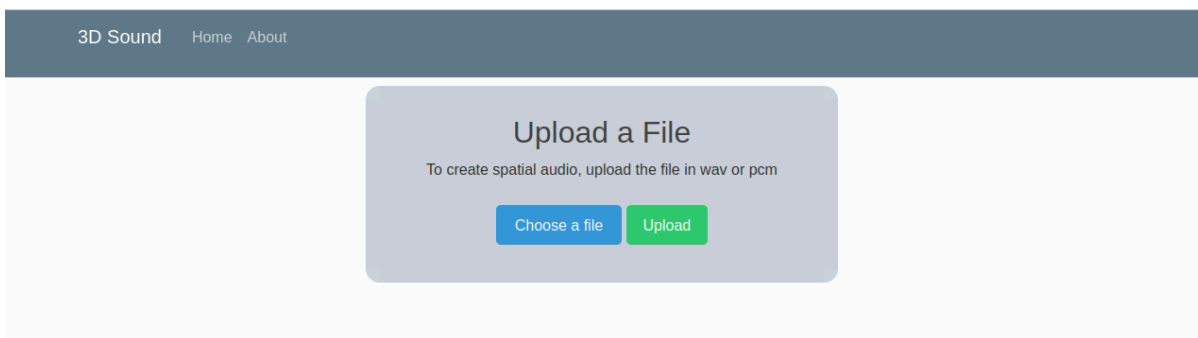 3D Sound Home About
Upload a File
To create spatial audio, upload the file in wav or pcm
Choose a file Upload